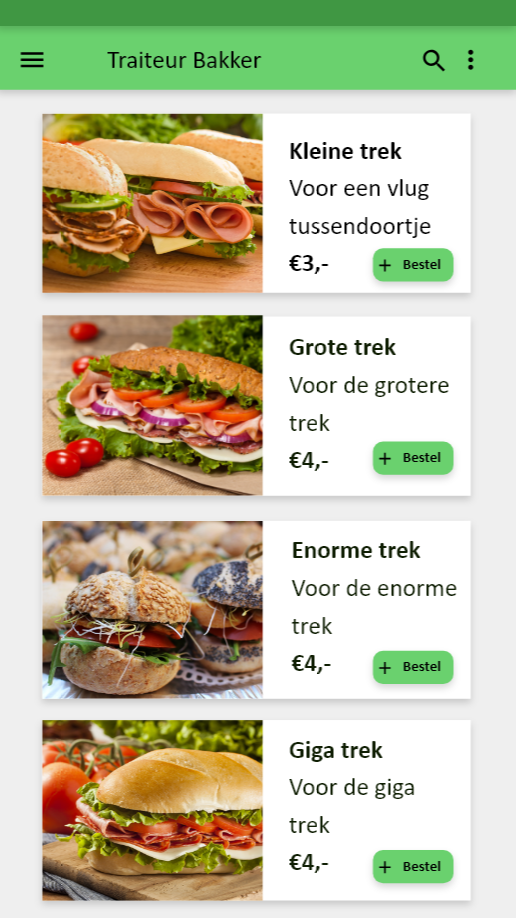 Traiteur Bakker
Kleine trek
Voor een vlug
tussendoortje
€3,-
+ Bestel
Grote trek
Voor de grotere
trek
€4,-
+ Bestel
Enorme trek
Voor de enorme
trek
€4,-
+ Bestel
Giga trek
Voor de giga
trek
€4,-
+ Bestel